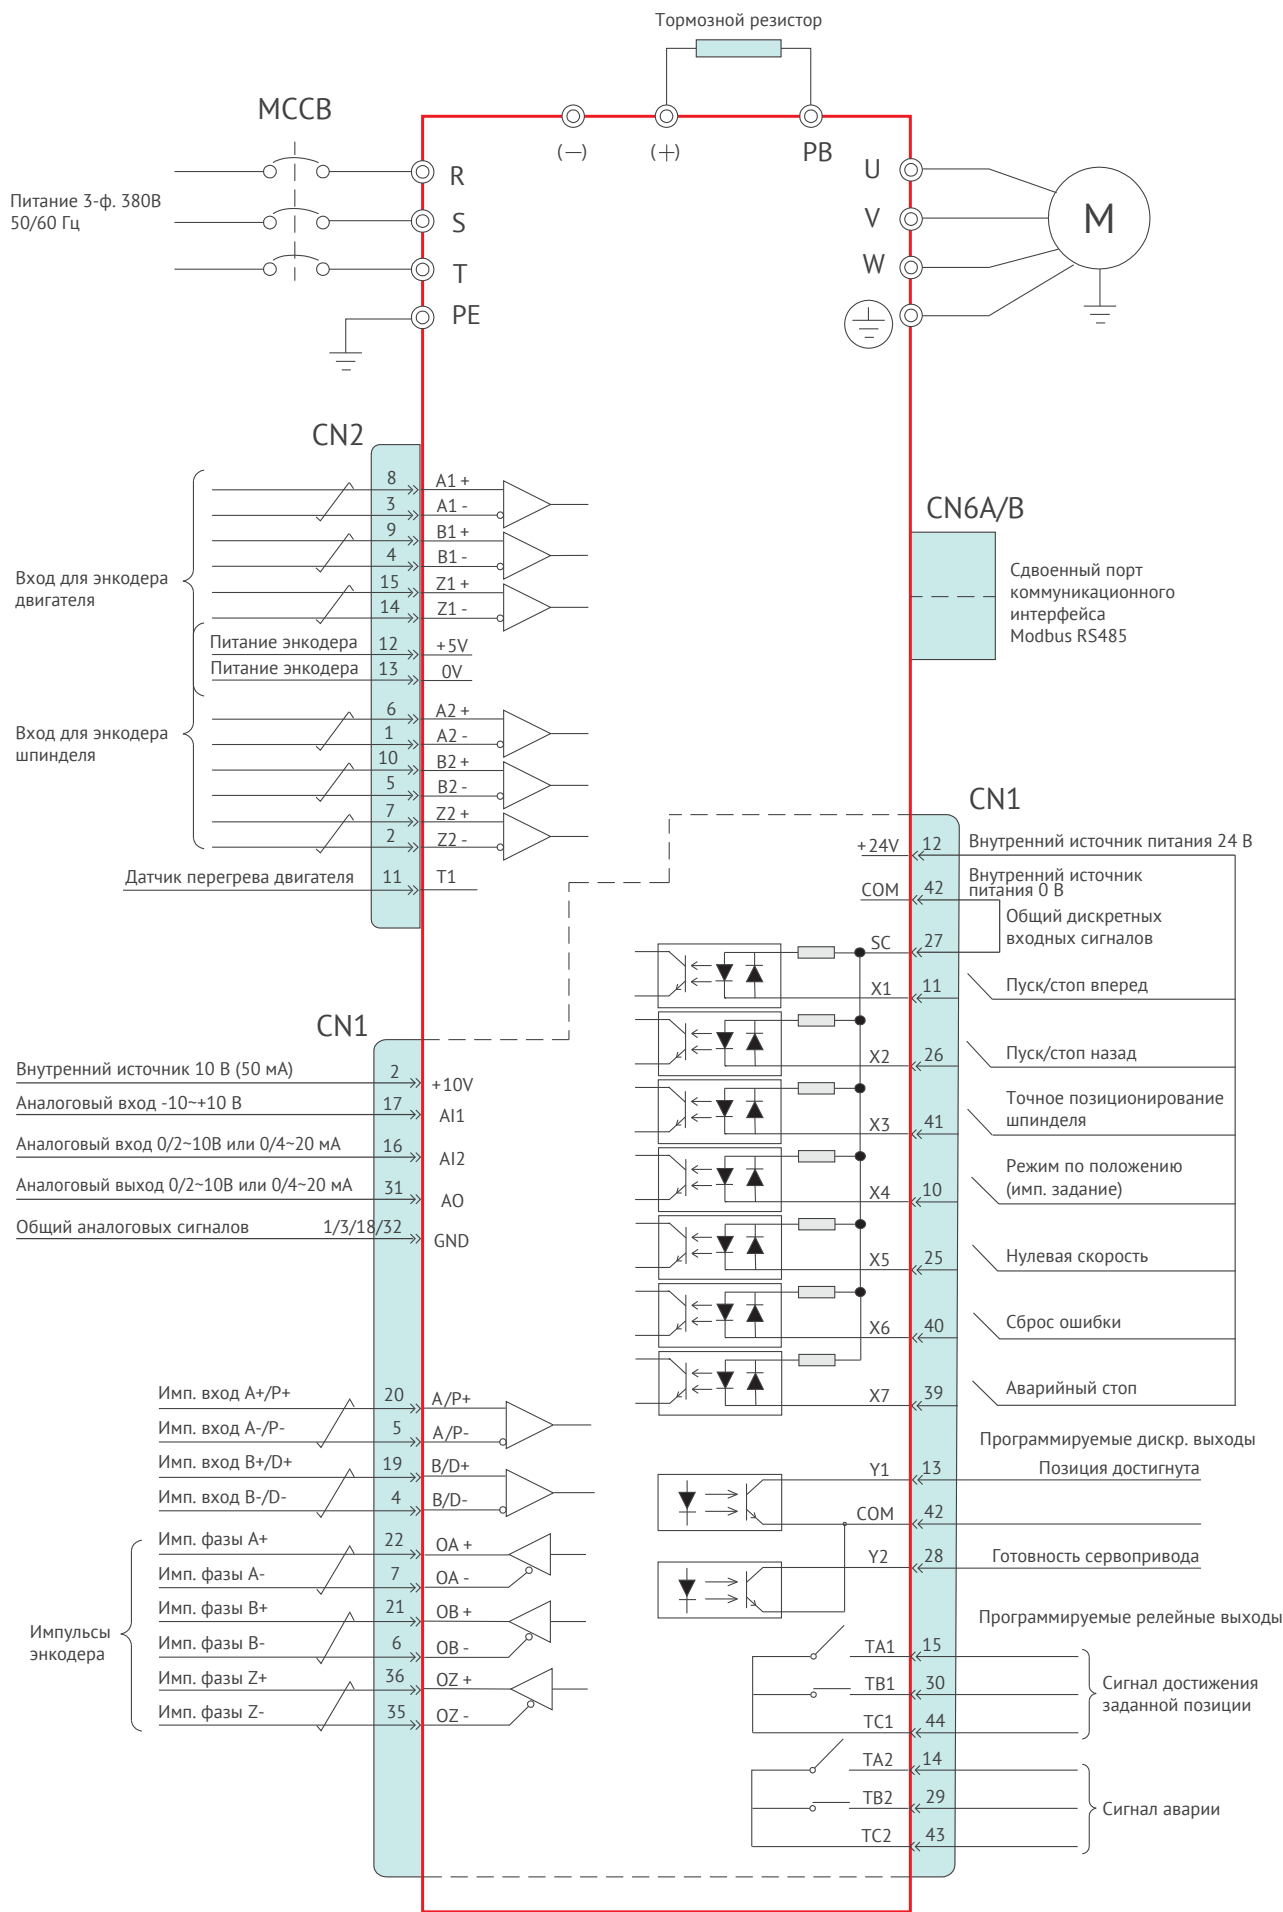 Тормозной резистор
MCCB
(—)
(+)
PB
R
S
T
PE
Питание 3-ф. 380В
50/60 Гц
U
V
W
M
CN2
8
A1 +
3
A1 -
9
B1 +
4
B1 -
15
Z1 +
14
Z1 -
Вход для энкодера
двигателя
Питание энкодера
12
+5V
Питание энкодера
13
0V
6
A2 +
1
A2 -
10
B2 +
5
B2 -
7
Z2 +
2
Z2 -
Вход для энкодера
шпинделя
Датчик перегрева двигателя
11
T1
CN6A/B
Сдвоенный порт
коммуникационного
интерфейса
Modbus RS485
CN1
Внутренний источник 10 В (50 мА)
2
+10V
Аналоговый вход -10~+10 В
17
AI1
Аналоговый вход 0/2~10В или 0/4~20 мА
16
AI2
Аналоговый выход 0/2~10В или 0/4~20 мА
31
AO
Общий аналоговых сигналов
1/3/18/32
GND
Имп. вход A+/P+
20
A/P+
Имп. вход A-/P-
5
A/P-
Имп. вход B+/D+
19
B/D+
Имп. вход B-/D-
4
B/D-
Имп. фазы A+
22
OA +
Имп. фазы A-
7
OA -
Имп. фазы B+
21
OB +
Имп. фазы B-
6
OB -
Имп. фазы Z+
36
OZ +
Имп. фазы Z-
35
OZ -
Импульсы
энкодера
CN1
+24V
12
Внутренний источник питания 24 В
COM
42
Внутренний источник
питания 0 В
SC
27
Общий дискретных
входных сигналов
X1
11
Пуск/стоп вперед
X2
26
Пуск/стоп назад
X3
41
Точное позиционирование
шпинделя
X4
10
Режим по положению
(имп. задание)
X5
25
Нулевая скорость
X6
40
Сброс ошибки
X7
39
Аварийный стоп
Программируемые дискр. выходы
Y1
13
Позиция достигнута
COM
42
Y2
28
Готовность сервопривода
Программируемые релейные выходы
TA1
15
TB1
30
TC1
44
Сигнал достижения
заданной позиции
TA2
14
TB2
29
TC2
43
Сигнал аварии